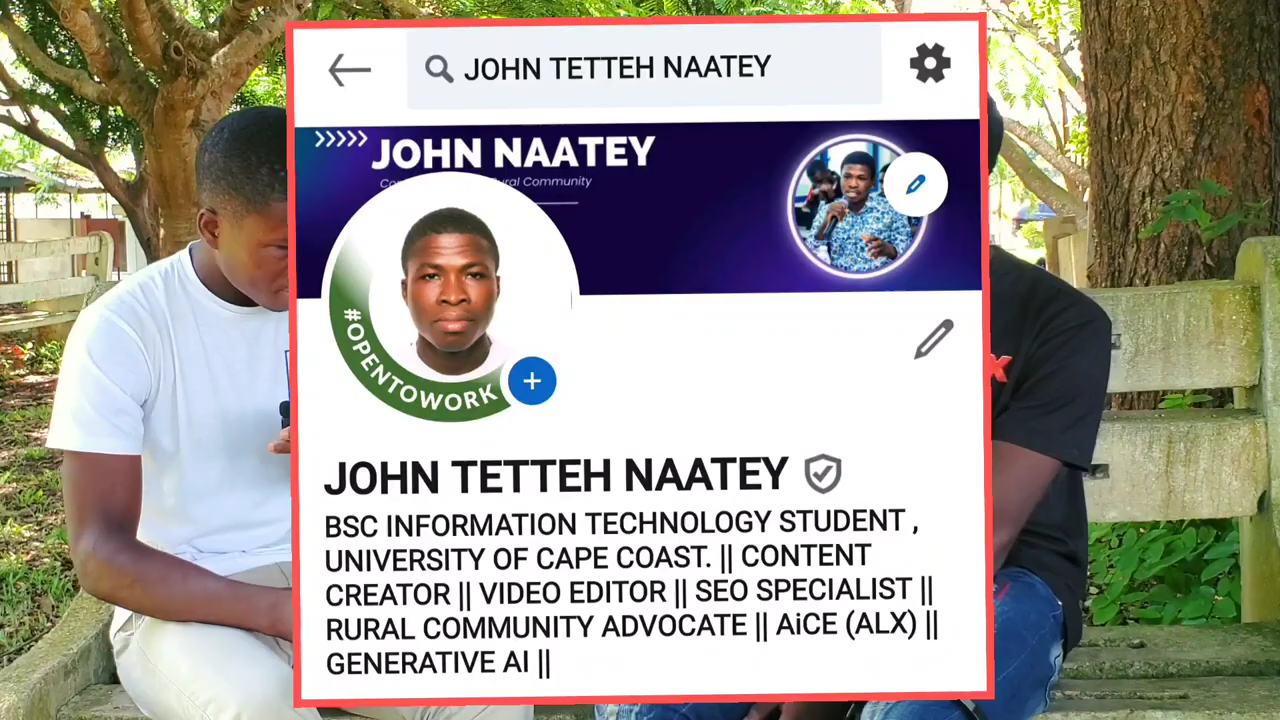 JOHN TETTEH NAATEY
>>>>> JOHN NAATEY
Community
#OPENTOWORK
JOHN TETTEH NAATEY
BSC INFORMATION TECHNOLOGY STUDENT ,
UNIVERSITY OF CAPE COAST. || CONTENT
CREATOR || VIDEO EDITOR || SEO SPECIALIST ||
RURAL COMMUNITY ADVOCATE || AiCE (ALX) ||
GENERATIVE AI ||